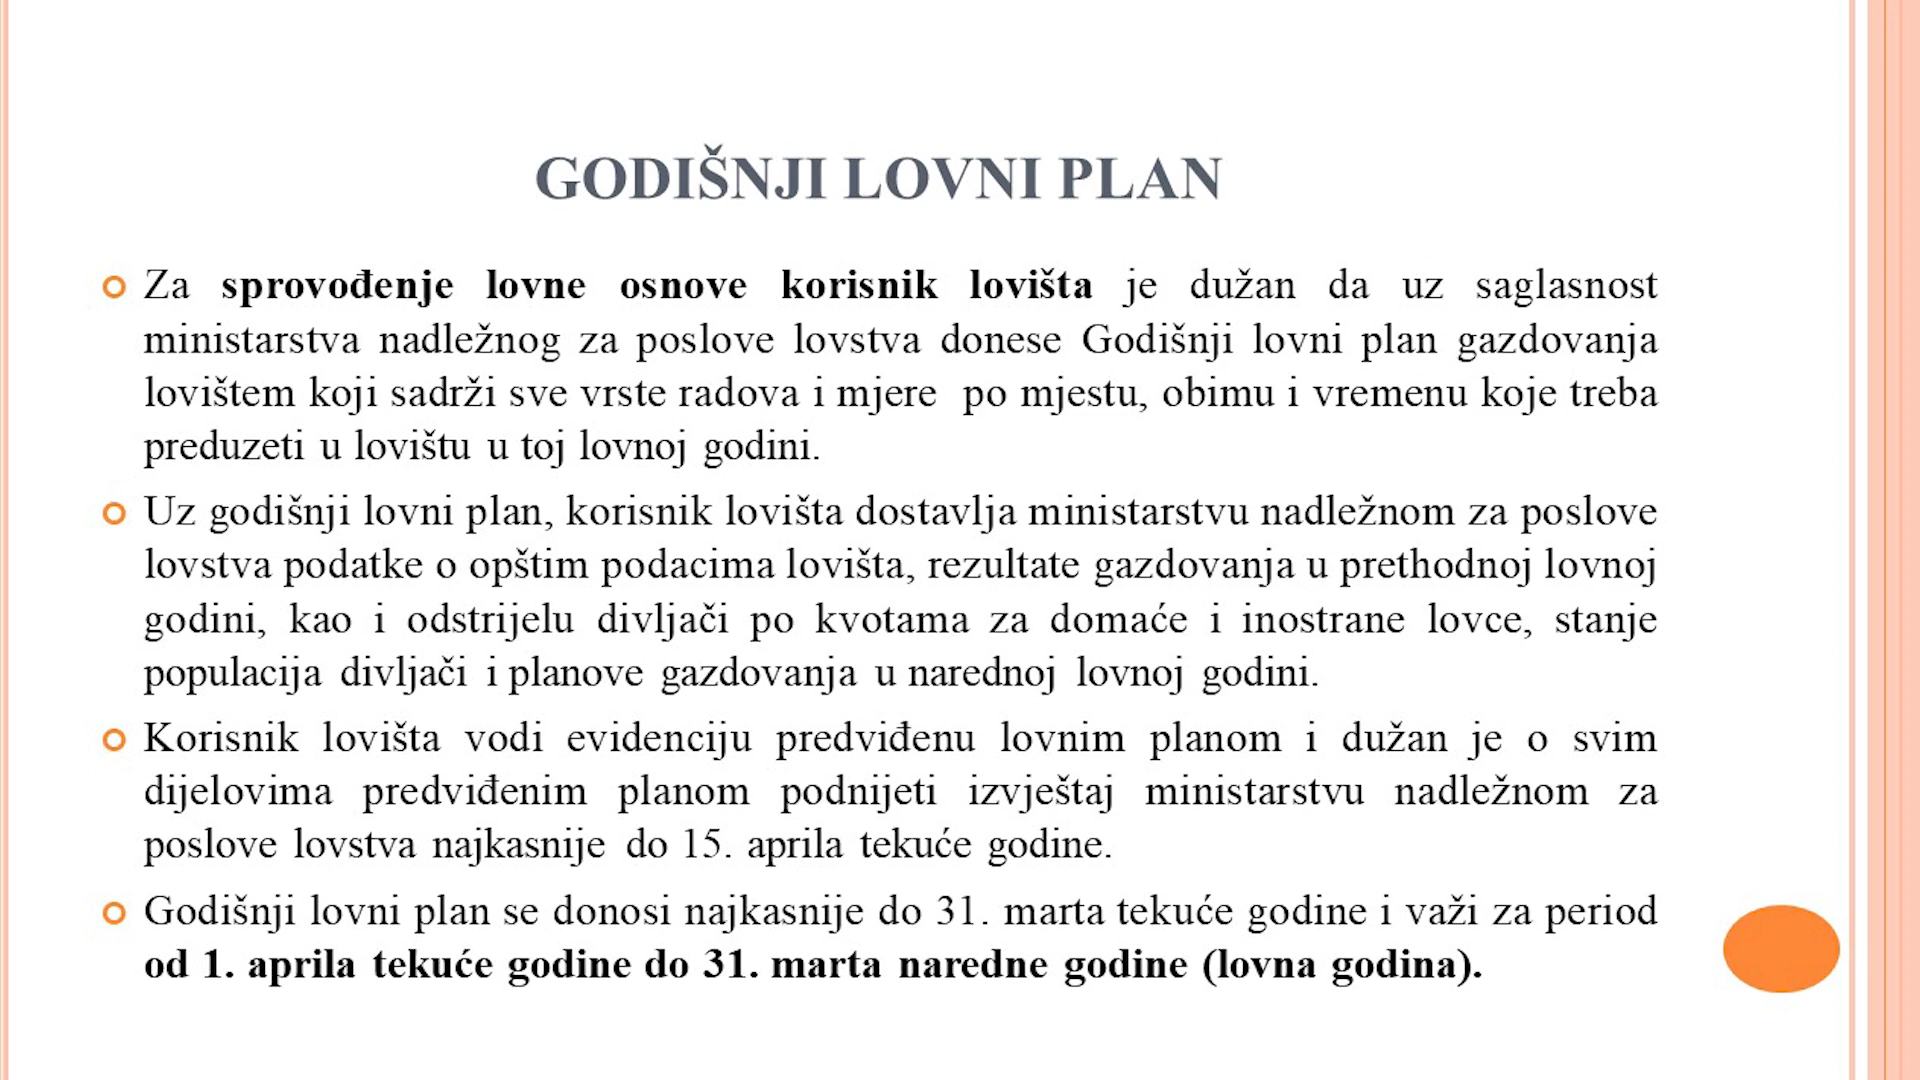 GODIŠNJI LOVNI PLAN
Za sprovođenje lovne osnove korisnik lovišta je dužan da uz saglasnost
ministarstva nadležnog za poslove lovstva donese Godišnji lovni plan gazdovanja
lovištem koji sadrži sve vrste radova i mjere po mjestu, obimu i vremenu koje treba
preduzeti u lovištu u toj lovnoj godini.
Uz godišnji lovni plan, korisnik lovišta dostavlja ministarstvu nadležnom za poslove
lovstva podatke o opštim podacima lovišta, rezultate gazdovanja u prethodnoj lovnoj
godini, kao i odstrijelu divljači po kvotama za domaće i inostrane lovce, stanje
populacija divljači i planove gazdovanja u narednoj lovnoj godini.
Korisnik lovišta vodi evidenciju predviđenu lovnim planom i dužan je o svim
dijelovima predviđenim planom podnijeti izvještaj ministarstvu nadležnom za
poslove lovstva najkasnije do 15. aprila tekuće godine.
Godišnji lovni plan se donosi najkasnije do 31. marta tekuće godine i važi za period
od 1. aprila tekuće godine do 31. marta naredne godine (lovna godina).